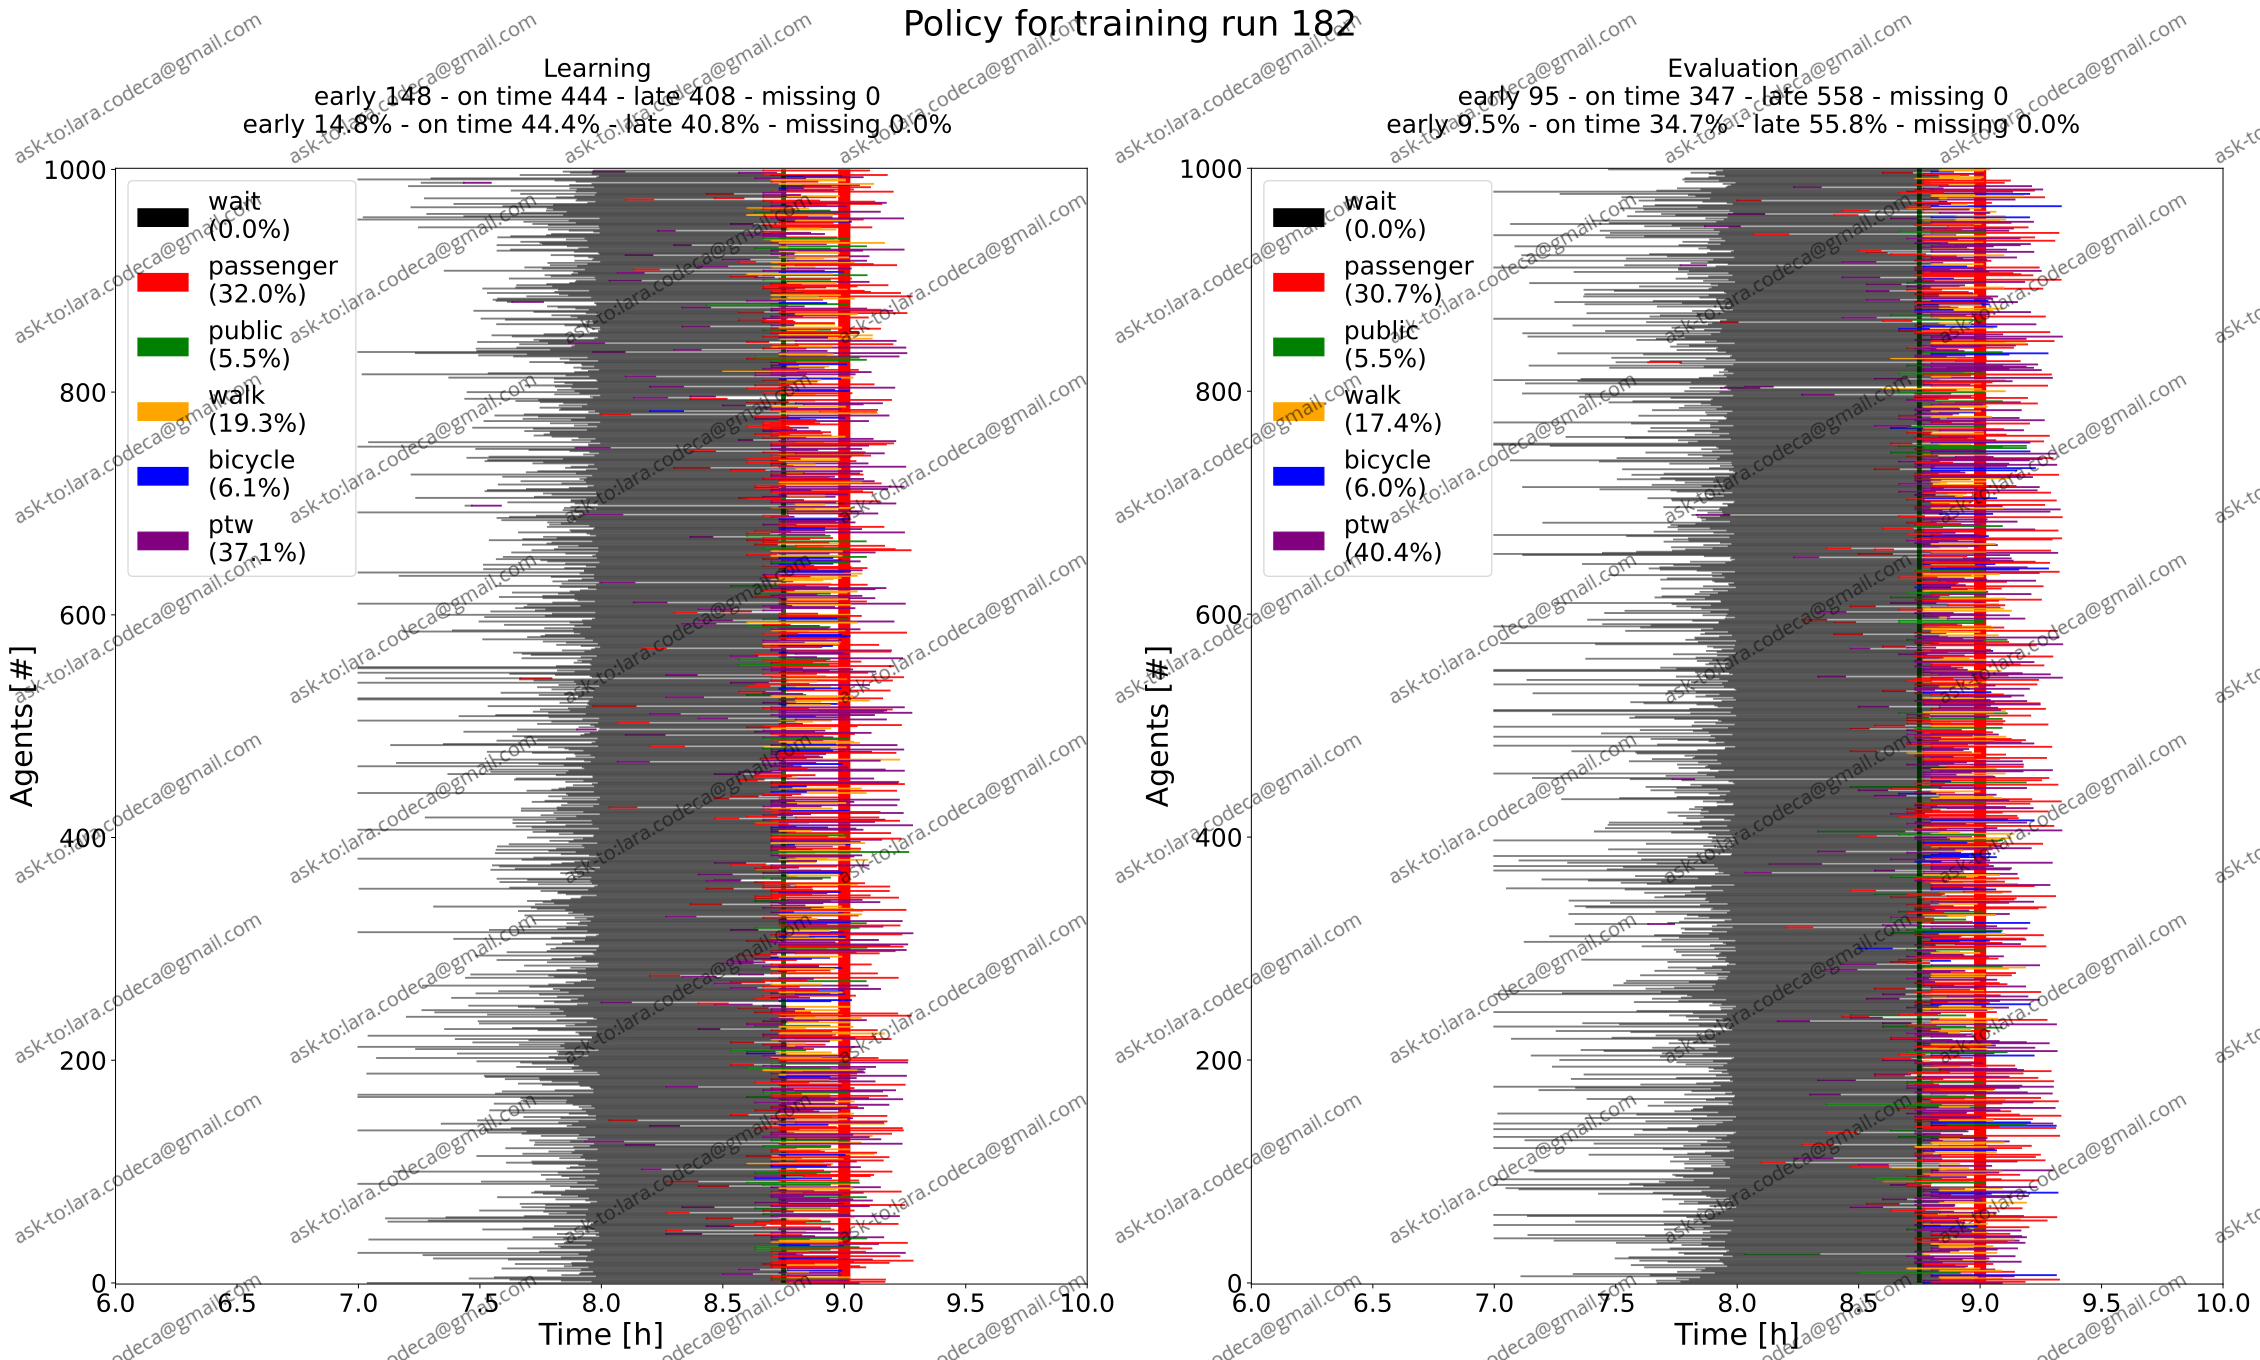 Policy for training run 182
Learning
early 148 - on time 444 - late 408 - missing 0
early 14.8% - on time 44.4% - late 40.8% - missing 0.0%
1000
800
600
400
200
0
Agents [#]
wait
(0.0%)
passenger
(32.0%)
public
(5.5%)
walk
(19.3%)
bicycle
(6.1%)
ptw
(37.1%)
6.0 6.5 7.0 7.5 8.0 8.5 9.0 9.5 10.0
Time [h]
Evaluation
early 95 - on time 347 - late 558 - missing 0
early 9.5% - on time 34.7% - late 55.8% - missing 0.0%
1000
800
600
400
200
0
Agents [#]
wait
(0.0%)
passenger
(30.7%)
public
(5.5%)
walk
(17.4%)
bicycle
(6.0%)
ptw
(40.4%)
6.0 6.5 7.0 7.5 8.0 8.5 9.0 9.5 10.0
Time [h]
ask-to:lara.codeca@gmail.com